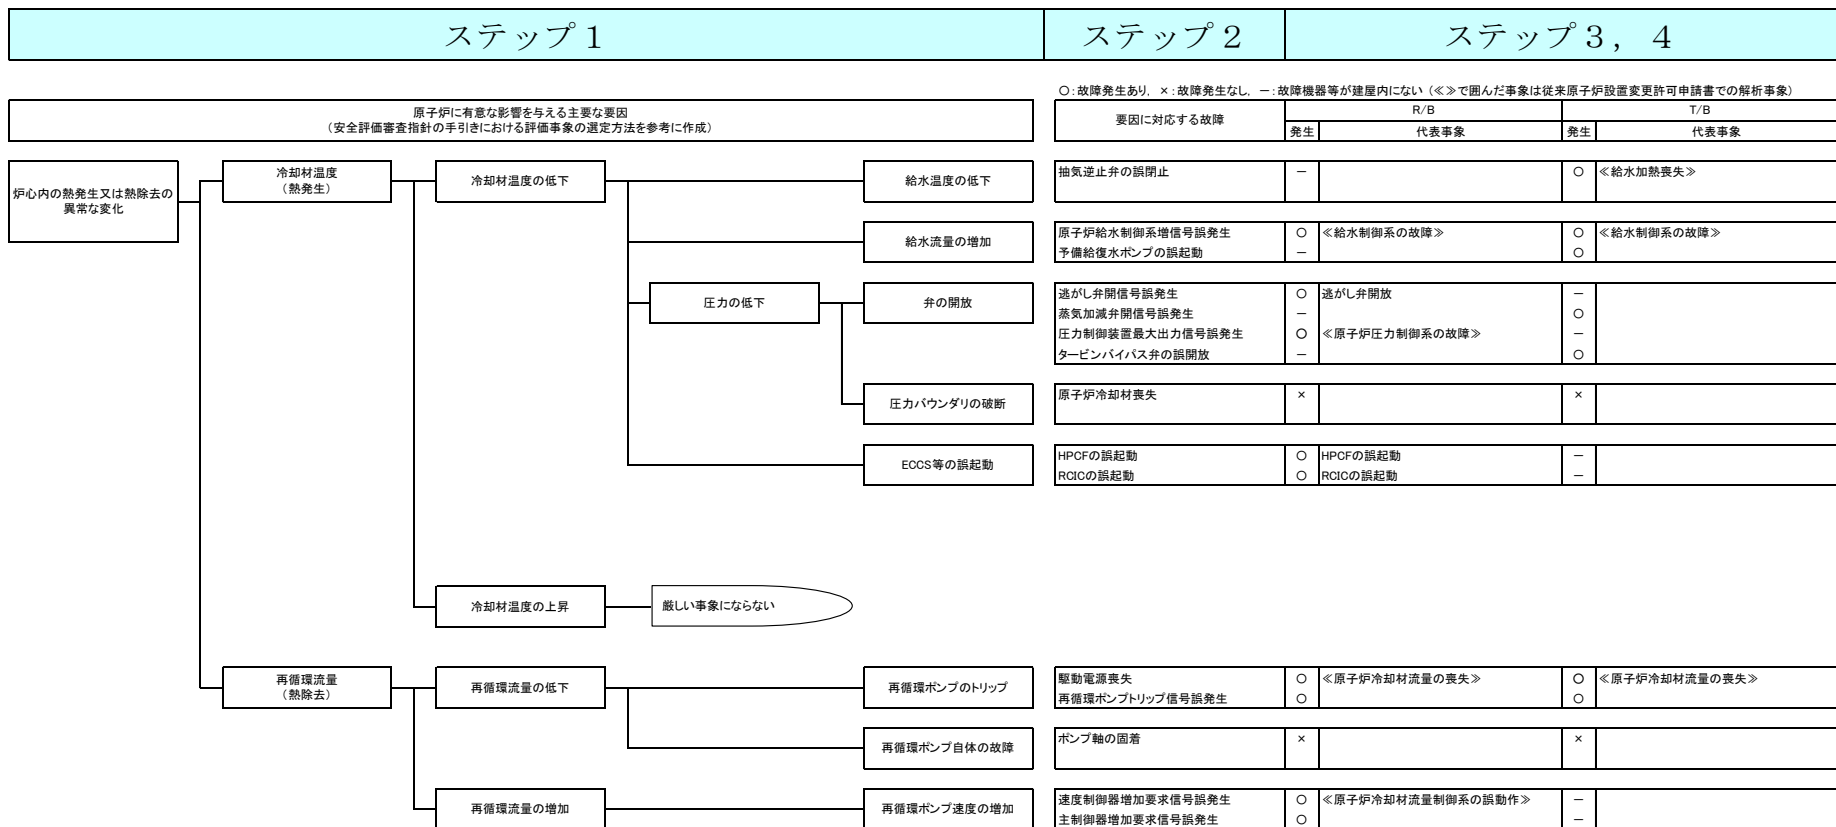 ステップ１
ステップ２
ステップ３，４
○：故障発生あり，×：故障発生なし，－：故障機器等が建屋内にない（≪≫で囲んだ事象は従来原子炉設置変更許可申請書での解析事象）
原子炉に有意な影響を与える主要な要因
（安全評価審査指針の手引きにおける評価事象の選定方法を参考に作成）
要因に対応する故障
R/B
T/B
発生
代表事象
発生
代表事象
炉心内の熱発生又は熱除去の
異常な変化
冷却材温度
（熱発生）
冷却材温度の低下
給水温度の低下
抽気逆止弁の誤閉止 － ○ ≪給水加熱喪失≫
給水流量の増加
原子炉給水制御系増信号誤発生 ○ ≪給水制御系の故障≫ ○ ≪給水制御系の故障≫
予備給復水ポンプの誤起動 － ○
圧力の低下
弁の開放
逃がし弁開信号誤発生 ○ 逃がし弁開放 －
蒸気加減弁開信号誤発生 － ○
圧力制御装置最大出力信号誤発生 ○ ≪原子炉圧力制御系の故障≫ －
タービンバイパス弁の誤開放 － ○
圧力バウンダリの破断
原子炉冷却材喪失 × ×
ECCS等の誤起動
HPCFの誤起動 ○ HPCFの誤起動 －
RCICの誤起動 ○ RCICの誤起動 －
冷却材温度の上昇
厳しい事象にならない
再循環流量
（熱除去）
再循環流量の低下
再循環ポンプのトリップ
駆動電源喪失 ○ ≪原子炉冷却材流量の喪失≫ ○ ≪原子炉冷却材流量の喪失≫
再循環ポンプトリップ信号誤発生 ○ ○
再循環ポンプ自体の故障
ポンプ軸の固着 × ×
再循環流量の増加
再循環ポンプ速度の増加
速度制御器増加要求信号誤発生 ○ ≪原子炉冷却材流量制御系の誤動作≫ －
主制御器増加要求信号誤発生 ○ －